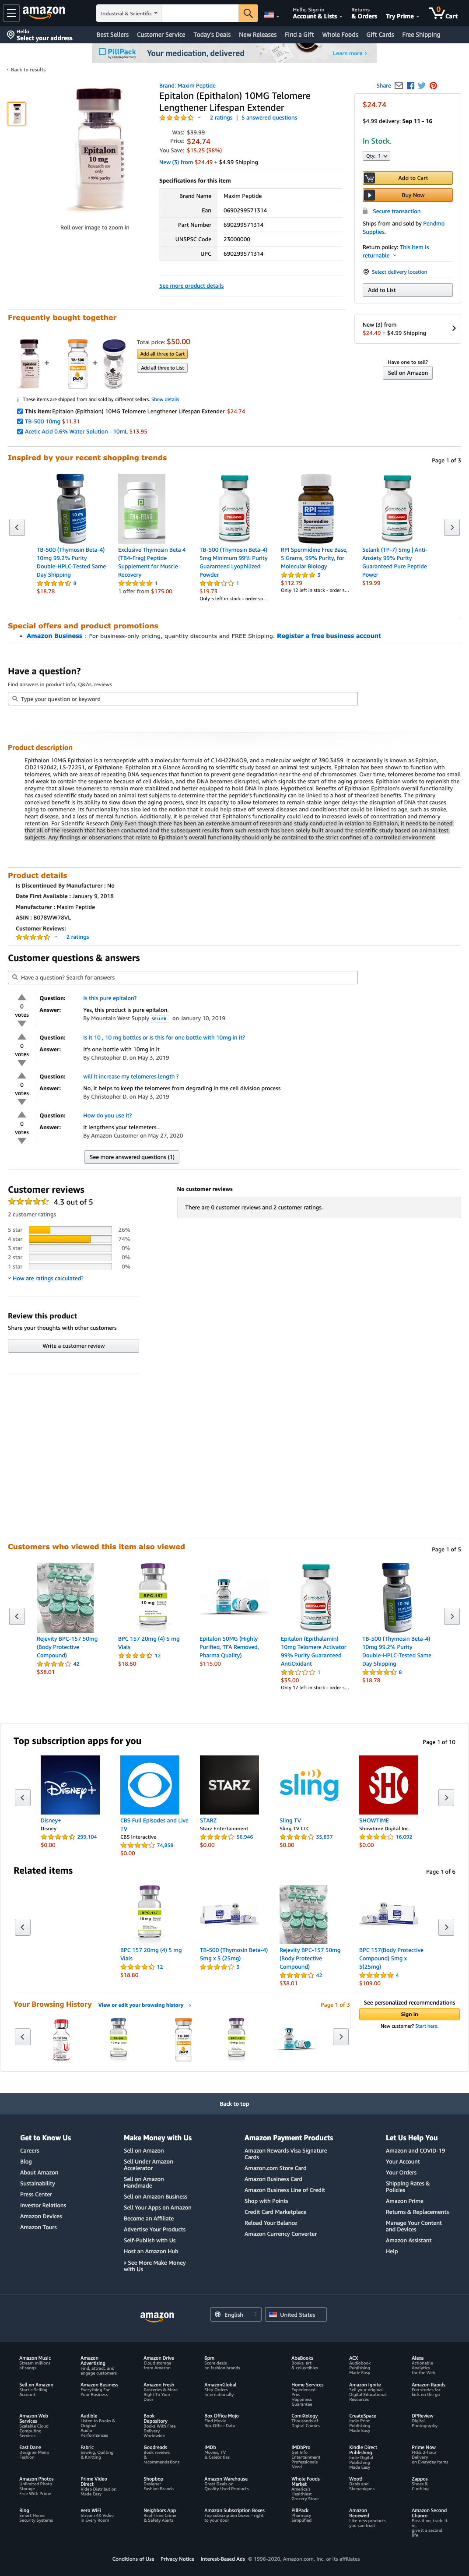 amazon
Industrial & Scientific
Hello, Sign in
Account & Lists
Returns
& Orders
Try Prime
0
Cart
Hello
Select your address
Best Sellers
Customer Service
Today's Deals
New Releases
Find a Gift
Whole Foods
Gift Cards
Free Shipping
PillPack
Your medication, delivered
Learn more
‹ Back to results
Brand: Maxim Peptide
Epitalon (Epithalon) 10MG Telomere
Lengthener Lifespan Extender
2 ratings | 5 answered questions
Was: $39.99
Price: $24.74
You Save: $15.25 (38%)
New (3) from $24.49 + $4.99 Shipping
Specifications for this item
Brand Name Maxim Peptide
Ean 0690299571314
Part Number 690299571314
UNSPSC Code 23000000
UPC 690299571314
See more product details
Roll over image to zoom in
Share
$24.74
$4.99 delivery: Sep 11 - 16
In Stock.
Qty: 1
Add to Cart
Buy Now
Secure transaction
Ships from and sold by Pendmo
Supplies.
Return policy: This item is
returnable
Select delivery location
Add to List
New (3) from
$24.49 + $4.99 Shipping
Have one to sell?
Sell on Amazon
Frequently bought together
Total price: $50.00
Add all three to Cart
Add all three to List
These items are shipped from and sold by different sellers. Show details
This item: Epitalon (Epithalon) 10MG Telomere Lengthener Lifespan Extender $24.74
TB-500 10mg $11.31
Acetic Acid 0.6% Water Solution - 10mL $13.95
Inspired by your recent shopping trends
Page 1 of 3
TB-500 (Thymosin Beta-4)
10mg 99.2% Purity
Double-HPLC-Tested Same
Day Shipping
8
$18.78
Exclusive Thymosin Beta 4
(TB4-Frag) Peptide
Supplement for Muscle
Recovery
1
1 offer from $175.00
TB-500 (Thymosin Beta-4)
5mg Minimum 99% Purity
Guaranteed Lyophilized
Powder
1
$19.73
Only 5 left in stock - order so…
RPI Spermidine Free Base,
5 Grams, 99% Purity, for
Molecular Biology
3
$112.79
Only 12 left in stock - order s…
Selank (TP-7) 5mg | Anti-
Anxiety 99% Purity
Guaranteed Pure Peptide
Power
$19.99
Special offers and product promotions
Amazon Business : For business-only pricing, quantity discounts and FREE Shipping. Register a free business account
Have a question?
Find answers in product info, Q&As, reviews
Type your question or keyword
Product description
Epitalon 10MG Epitalon is a tetrapeptide with a molecular formula of C14H22N4O9, and a molecular weight of 390.3459. It occasionally is known as Epitalon,
CID2192042, LS-72251, or Epithalone. Epitalon at a Glance According to scientific study based on animal test subjects, Epitalon has been shown to function with
telomeres, which are areas of repeating DNA sequences that function to prevent gene degradation near the end of chromosomes. Over time, telomeres become too small
and weak to contain the sequence because of cell division, and the DNA becomes disrupted, which signals the start of the aging process. Epitalon works to replenish the
enzyme that allows telomeres to remain more stabilized and better equipped to hold DNA in place. Hypothetical Benefits of Epitalon Epitalon's overall functionality
has caused scientific study based on animal test subjects to determine that the peptide's hypothetically could lead to a host of theoretical benefits. The primary
conceived benefit is its ability to slow down the aging process, since its capacity to allow telomeres to remain stable longer delays the disruption of DNA that causes
aging to commence. Its functionality has also led to the notion that it could help stave off several diseases and conditions that could be linked to age, such as stroke,
heart disease, and a loss of mental function. Additionally, it is perceived that Epitalon's functionality could lead to increased levels of concentration and memory
retention. For Scientific Research Only Even though there has been an extensive amount of research and study conducted in relation to Epitalon, it needs to be noted
that all of the research that has been conducted and the subsequent results from such research has been solely built around the scientific study based on animal test
subjects. Any findings or observations that relate to Epitalon's overall functionality should only be contained to the strict confines of a controlled environment.
Product details
Is Discontinued By Manufacturer : No
Date First Available : January 9, 2018
Manufacturer : Maxim Peptide
ASIN : B078WW78VL
Customer Reviews:
2 ratings
Customer questions & answers
Have a question? Search for answers
0
votes
Question: Is this pure epitalon?
Answer: Yes, this product is pure epitalon.
By Mountain West Supply SELLER on January 10, 2019
0
votes
Question: Is it 10 , 10 mg bottles or is this for one bottle with 10mg in it?
Answer: It's one bottle with 10mg in it
By Christopher D. on May 3, 2019
0
votes
Question: will it increase my telomeres length ?
Answer: No, it helps to keep the telomeres from degrading in the cell division process
By Christopher D. on May 3, 2019
0
votes
Question: How do you use it?
Answer: It lengthens your telemeters..
By Amazon Customer on May 27, 2020
See more answered questions (1)
Customer reviews
4.3 out of 5
2 customer ratings
5 star 26%
4 star 74%
3 star 0%
2 star 0%
1 star 0%
How are ratings calculated?
Review this product
Share your thoughts with other customers
Write a customer review
No customer reviews
There are 0 customer reviews and 2 customer ratings.
Customers who viewed this item also viewed
Page 1 of 5
Rejevity BPC-157 50mg
(Body Protective
Compound)
42
$38.01
BPC 157 20mg (4) 5 mg
Vials
12
$18.80
Epitalon 50MG (Highly
Purified, TFA Removed,
Pharma Quality)
$115.00
Epitalon (Epithalamin)
10mg Telomere Activator
99% Purity Guaranteed
AntiOxidant
1
$35.00
Only 17 left in stock - order s…
TB-500 (Thymosin Beta-4)
10mg 99.2% Purity
Double-HPLC-Tested Same
Day Shipping
8
$18.78
Top subscription apps for you
Page 1 of 10
Disney+
STARZ
sling
SHO
Disney+
Disney
299,104
$0.00
CBS Full Episodes and Live
TV
CBS Interactive
74,858
$0.00
STARZ
Starz Entertainment
56,946
$0.00
Sling TV
Sling TV LLC
35,837
$0.00
SHOWTIME
Showtime Digital Inc.
16,092
$0.00
Related items
Page 1 of 6
BPC 157 20mg (4) 5 mg
Vials
12
$18.80
TB-500 (Thymosin Beta-4)
5mg x 5 (25mg)
3
Rejevity BPC-157 50mg
(Body Protective
Compound)
42
$38.01
BPC 157(Body Protective
Compound) 5mg x
5(25mg)
4
$109.00
Your Browsing History
View or edit your browsing history ›
Page 1 of 3
See personalized recommendations
Sign in
New customer? Start here.
Back to top
Get to Know Us
Careers
Blog
About Amazon
Sustainability
Press Center
Investor Relations
Amazon Devices
Amazon Tours
Make Money with Us
Sell on Amazon
Sell Under Amazon
Accelerator
Sell on Amazon
Handmade
Sell on Amazon Business
Sell Your Apps on Amazon
Become an Affiliate
Advertise Your Products
Self-Publish with Us
Host an Amazon Hub
› See More Make Money
with Us
Amazon Payment Products
Amazon Rewards Visa Signature
Cards
Amazon.com Store Card
Amazon Business Card
Amazon Business Line of Credit
Shop with Points
Credit Card Marketplace
Reload Your Balance
Amazon Currency Converter
Let Us Help You
Amazon and COVID-19
Your Account
Your Orders
Shipping Rates &
Policies
Amazon Prime
Returns & Replacements
Manage Your Content
and Devices
Amazon Assistant
Help
amazon
English
United States
Amazon Music
Stream millions
of songs
Amazon
Advertising
Find, attract, and
engage customers
Amazon Drive
Cloud storage
from Amazon
6pm
Score deals
on fashion brands
AbeBooks
Books, art
& collectibles
ACX
Audiobook
Publishing
Made Easy
Alexa
Actionable
Analytics
for the Web
Sell on Amazon
Start a Selling
Account
Amazon Business
Everything For
Your Business
Amazon Fresh
Groceries & More
Right To Your
Door
AmazonGlobal
Ship Orders
Internationally
Home Services
Experienced
Pros
Happiness
Guarantee
Amazon Ignite
Sell your original
Digital Educational
Resources
Amazon Rapids
Fun stories for
kids on the go
Amazon Web
Services
Scalable Cloud
Computing
Services
Audible
Listen to Books &
Original
Audio
Performances
Book
Depository
Books With Free
Delivery
Worldwide
Box Office Mojo
Find Movie
Box Office Data
ComiXology
Thousands of
Digital Comics
CreateSpace
Indie Print
Publishing
Made Easy
DPReview
Digital
Photography
East Dane
Designer Men's
Fashion
Fabric
Sewing, Quilting
& Knitting
Goodreads
Book reviews
&
recommendations
IMDb
Movies, TV
& Celebrities
IMDbPro
Get Info
Entertainment
Professionals
Need
Kindle Direct
Publishing
Indie Digital
Publishing
Made Easy
Prime Now
FREE 2-hour
Delivery
on Everyday Items
Amazon Photos
Unlimited Photo
Storage
Free With Prime
Prime Video
Direct
Video Distribution
Made Easy
Shopbop
Designer
Fashion Brands
Amazon Warehouse
Great Deals on
Quality Used Products
Whole Foods
Market
America's
Healthiest
Grocery Store
Woot!
Deals and
Shenanigans
Zappos
Shoes &
Clothing
Ring
Smart Home
Security Systems
eero WiFi
Stream 4K Video
in Every Room
Neighbors App
Real-Time Crime
& Safety Alerts
Amazon Subscription Boxes
Top subscription boxes – right
to your door
PillPack
Pharmacy
Simplified
Amazon
Renewed
Like-new products
you can trust
Amazon Second
Chance
Pass it on, trade it
in,
give it a second
life
Conditions of Use Privacy Notice Interest-Based Ads © 1996-2020, Amazon.com, Inc. or its affiliates